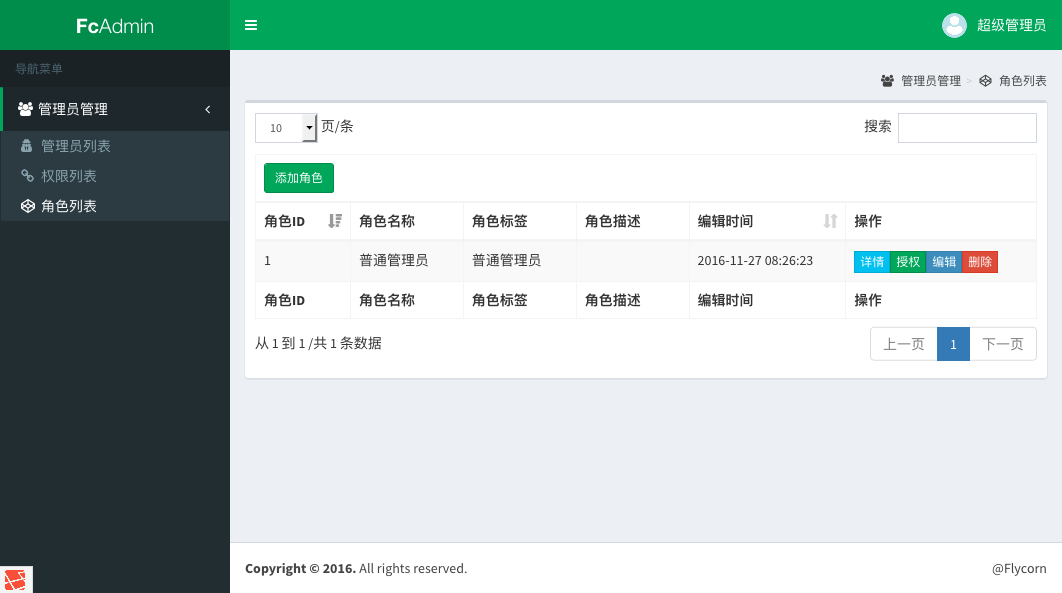 FcAdmin
超级管理员
导航菜单
管理员管理
管理员列表
权限列表
角色列表
管理员管理 > 角色列表
10 页/条
搜索
添加角色
角色ID 角色名称 角色标签 角色描述 编辑时间 操作
1 普通管理员 普通管理员 2016-11-27 08:26:23 详情 授权 编辑 删除
角色ID 角色名称 角色标签 角色描述 编辑时间 操作
从 1 到 1 /共 1 条数据
上一页 1 下一页
Copyright © 2016. All rights reserved.
@Flycorn